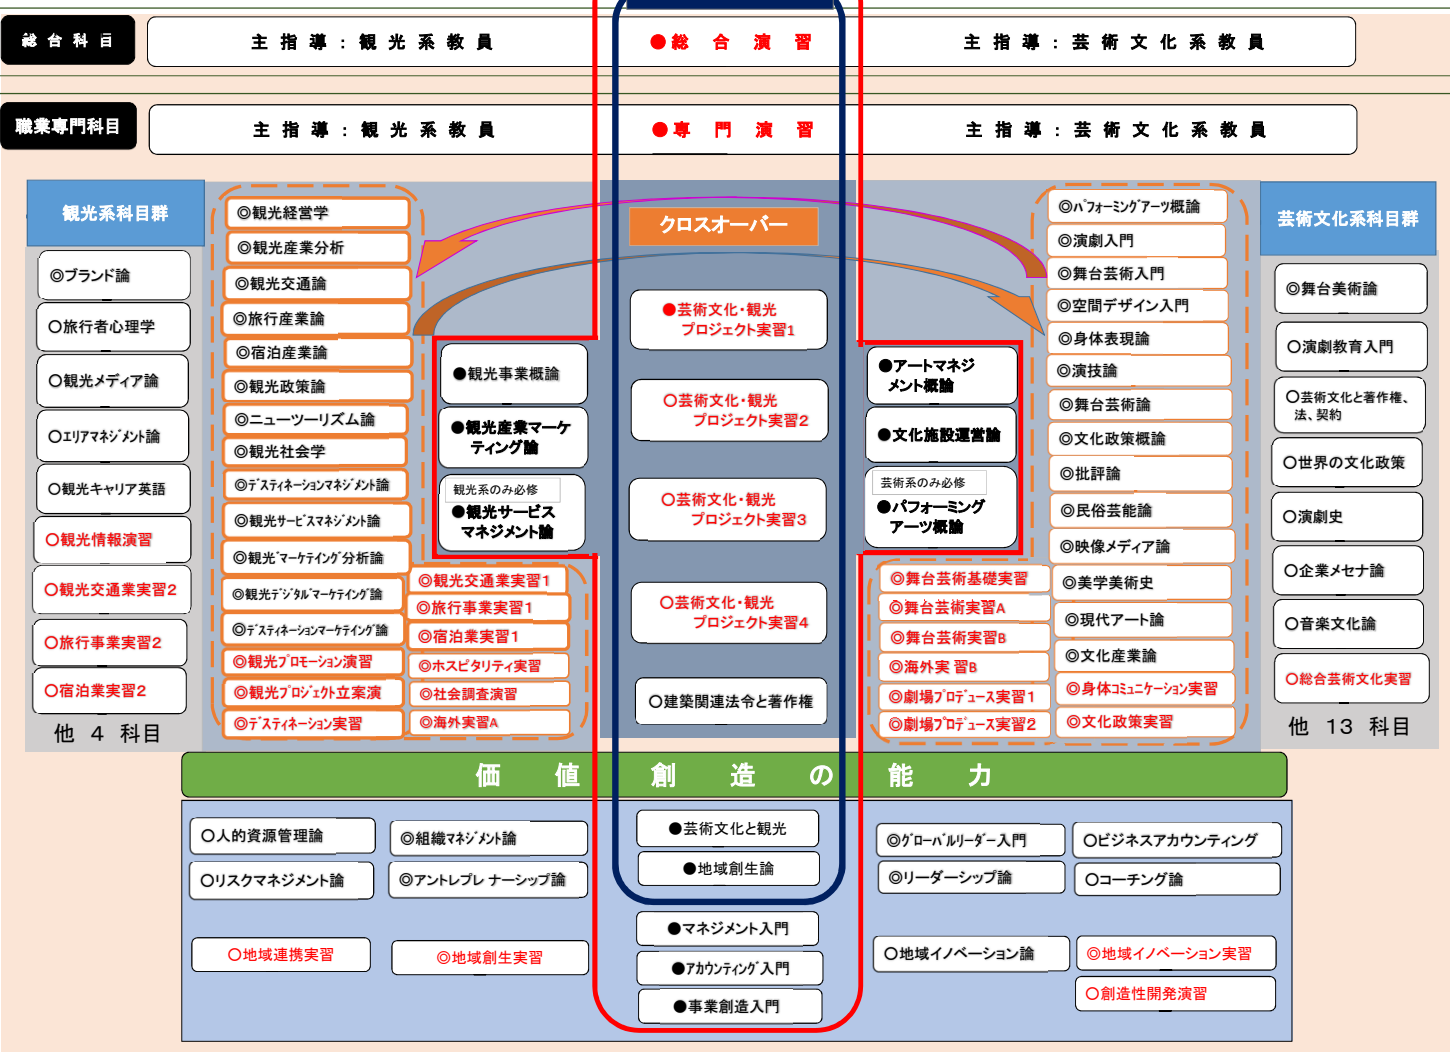 総合科目
主指導：観光系教員
●総合演習
主指導：芸術文化系教員
職業専門科目
主指導：観光系教員
●専門演習
主指導：芸術文化系教員
観光系科目群
◎ブランド論
○旅行者心理学
◎観光メディア論
○エリアマネジメント論
○観光キャリア英語
○観光情報演習
○観光交通業実習2
○旅行事業実習2
○宿泊業実習2
他 4 科目
◎観光経営学
◎観光産業分析
◎観光交通論
◎旅行産業論
◎宿泊産業論
◎観光政策論
◎ニューツーリズム論
◎観光社会学
◎デスティネーションマネジメント論
◎観光サービスマネジメント論
◎観光マーケティング分析論
◎観光デジタルマーケティング論
◎デスティネーションマーケティング論
◎観光プロモーション演習
◎観光プロジェクト立案演
◎デスティネーション実習
◎観光交通業実習1
◎旅行事業実習1
◎宿泊業実習1
◎ホスピタリティ実習
◎社会調査演習
◎海外実習A
●観光事業概論
●観光産業マーケ
ティング論
観光系のみ必修
●観光サービス
マネジメント論
クロスオーバー
●芸術文化・観光
プロジェクト実習1
○芸術文化・観光
プロジェクト実習2
○芸術文化・観光
プロジェクト実習3
○芸術文化・観光
プロジェクト実習4
○建築関連法令と著作権
●アートマネジ
メント概論
●文化施設運営論
芸術系のみ必修
●パフォーミング
アーツ概論
◎舞台芸術基礎実習
◎舞台芸術実習A
◎舞台芸術実習B
◎海外実 習B
◎劇場プロデュース実習1
◎劇場プロデュース実習2
◎パフォーミングアーツ概論
◎演劇入門
◎舞台芸術入門
◎空間デザイン入門
◎身体表現論
◎演技論
◎舞台芸術論
◎文化政策概論
◎批評論
◎民俗芸能論
◎映像メディア論
◎美学美術史
◎現代アート論
◎文化産業論
◎身体コミュニケーション実習
◎文化政策実習
芸術文化系科目群
◎舞台美術論
○演劇教育入門
○芸術文化と著作権、
法、契約
○世界の文化政策
○演劇史
○企業メセナ論
○音楽文化論
○総合芸術文化実習
他 13 科目
価値創造の能力
○人的資源管理論
◎組織マネジメント論
○リスクマネジメント論
◎アントレプレ ナーシップ論
○地域連携実習
◎地域創生実習
●芸術文化と観光
●地域創生論
●マネジメント入門
●アカウンティング入門
●事業創造入門
◎グローバルリーダー入門
○ビジネスアカウンティング
◎リーダーシップ論
○コーチング論
○地域イノベーション論
◎地域イノベーション実習
○創造性開発演習